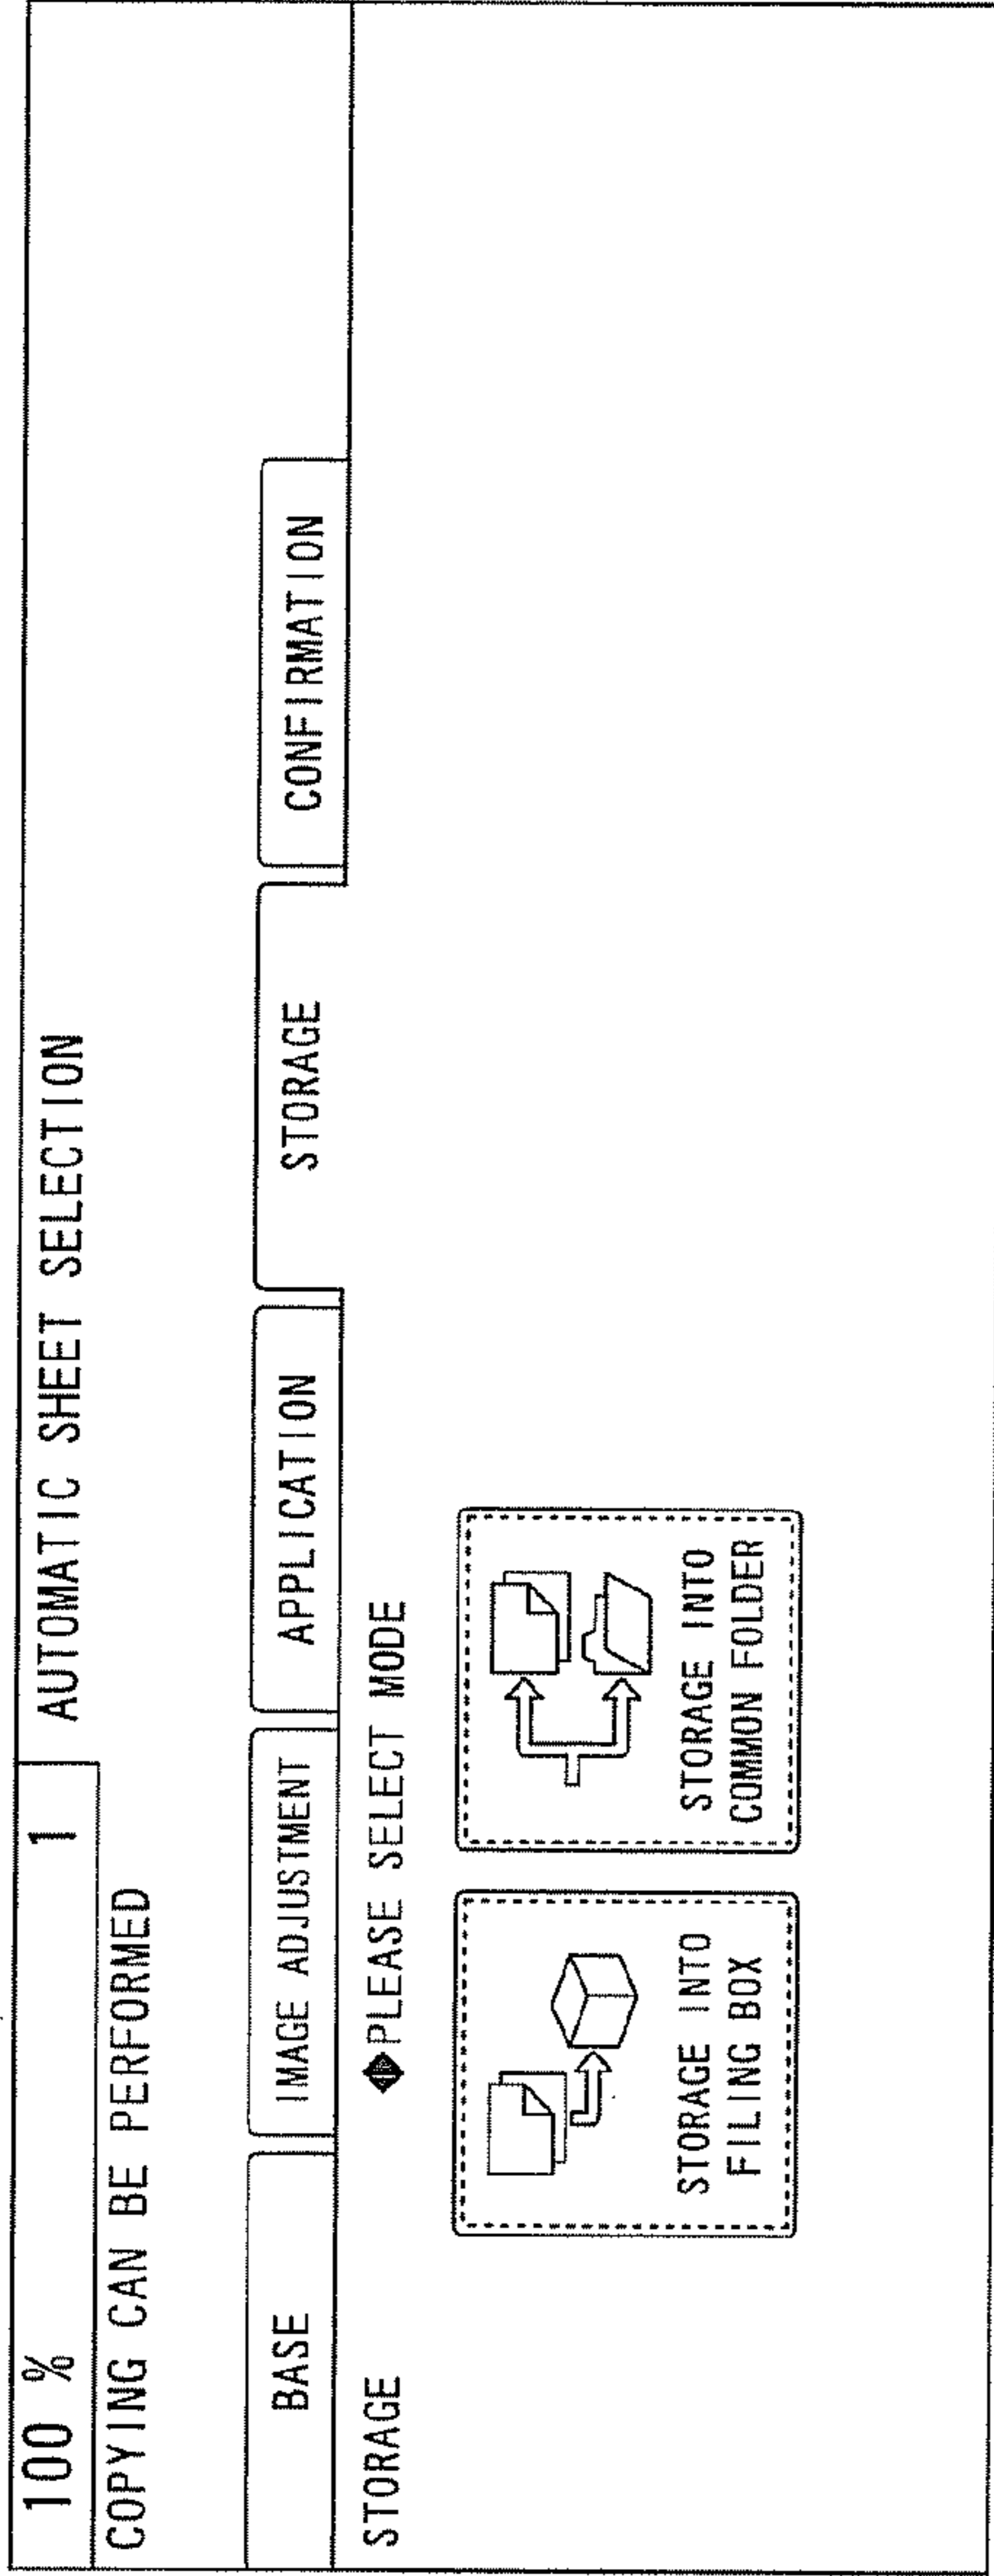 100 % 1 AUTOMATIC SHEET SELECTION
COPYING CAN BE PERFORMED
BASE IMAGE ADJUSTMENT APPLICATION STORAGE CONFIRMATION
STORAGE PLEASE SELECT MODE
STORAGE INTO
FILING BOX
STORAGE INTO
COMMON FOLDER